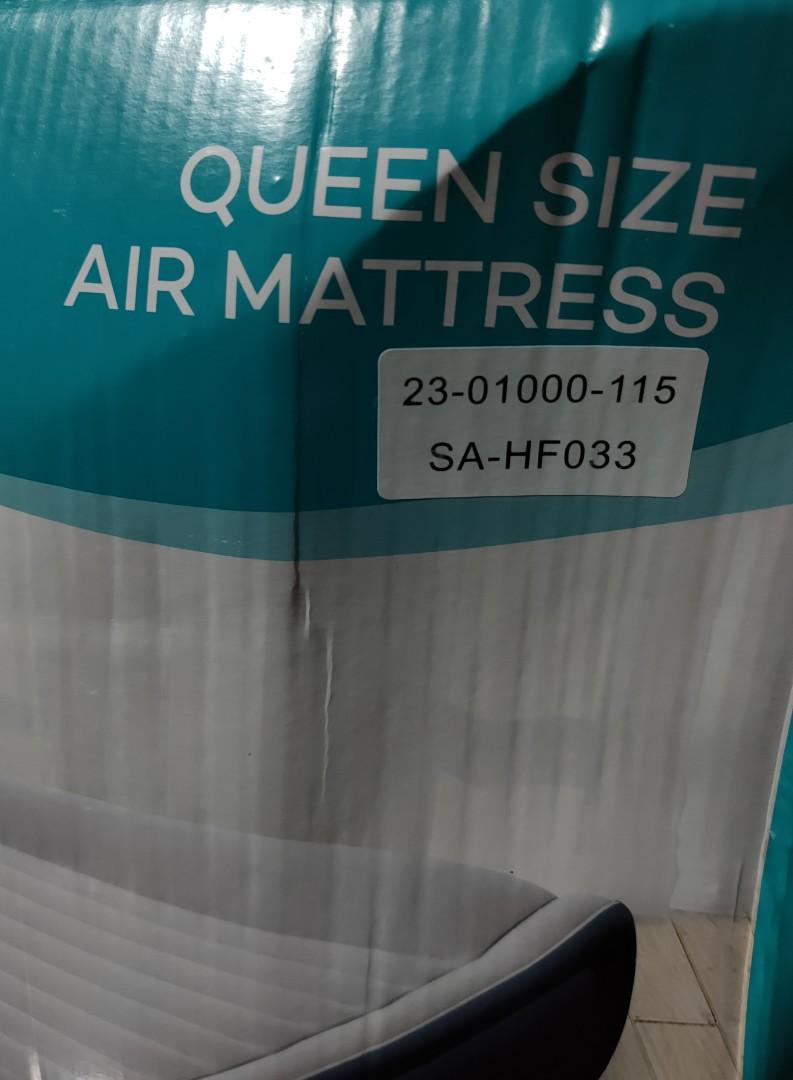 QUEEN SIZE
AIR MATTRESS
23-01000-115
SA-HF033